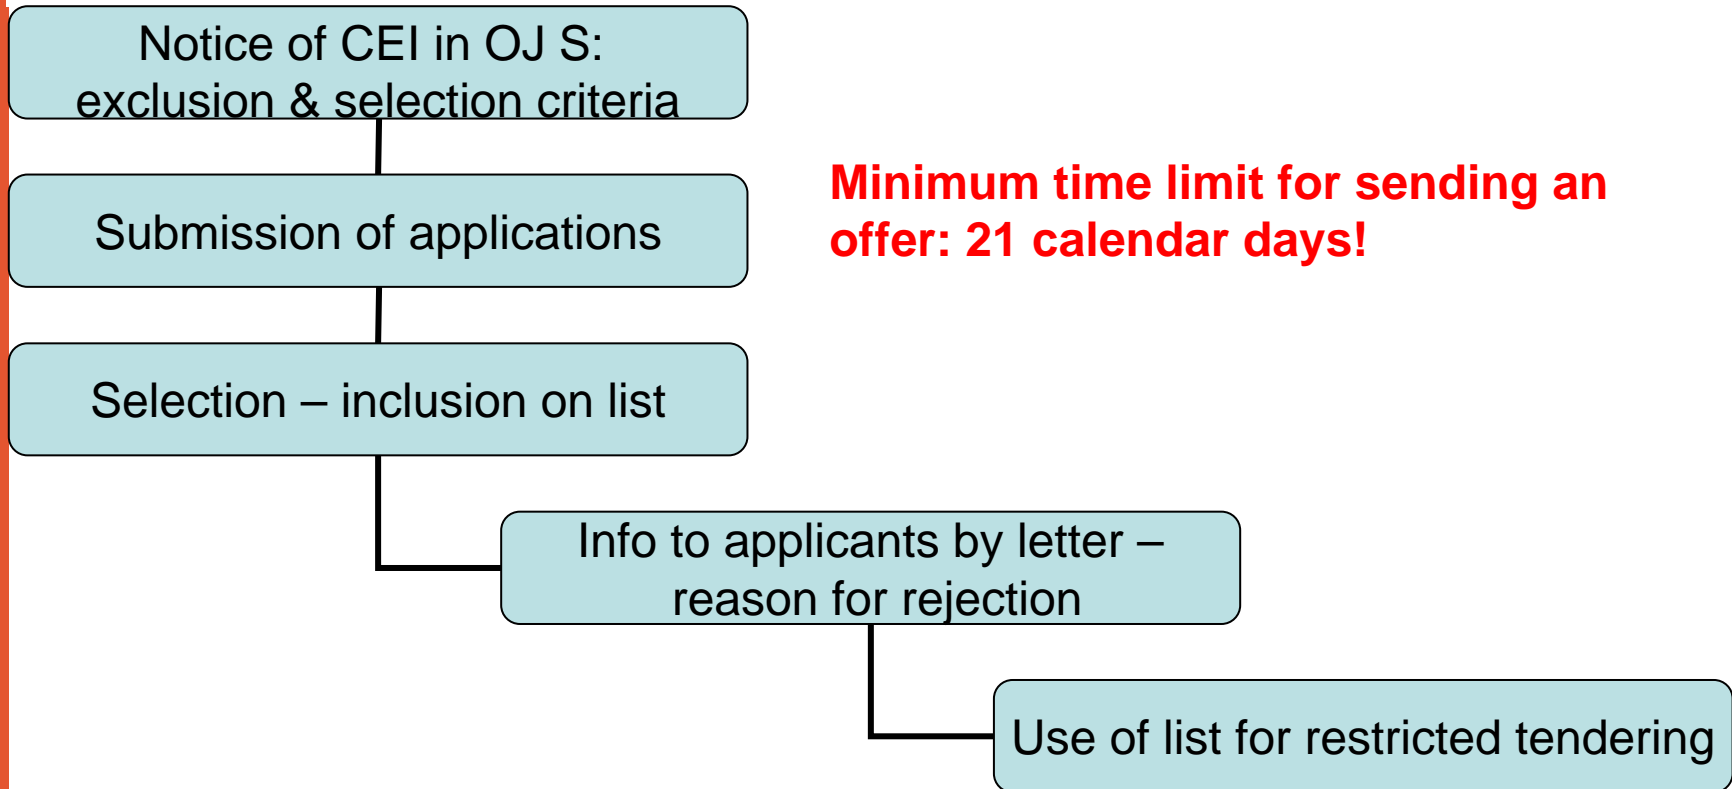 Notice of CEI in OJ S:
exclusion & selection criteria
Submission of applications
Minimum time limit for sending an
offer: 21 calendar days!
Selection – inclusion on list
Info to applicants by letter –
reason for rejection
Use of list for restricted tendering